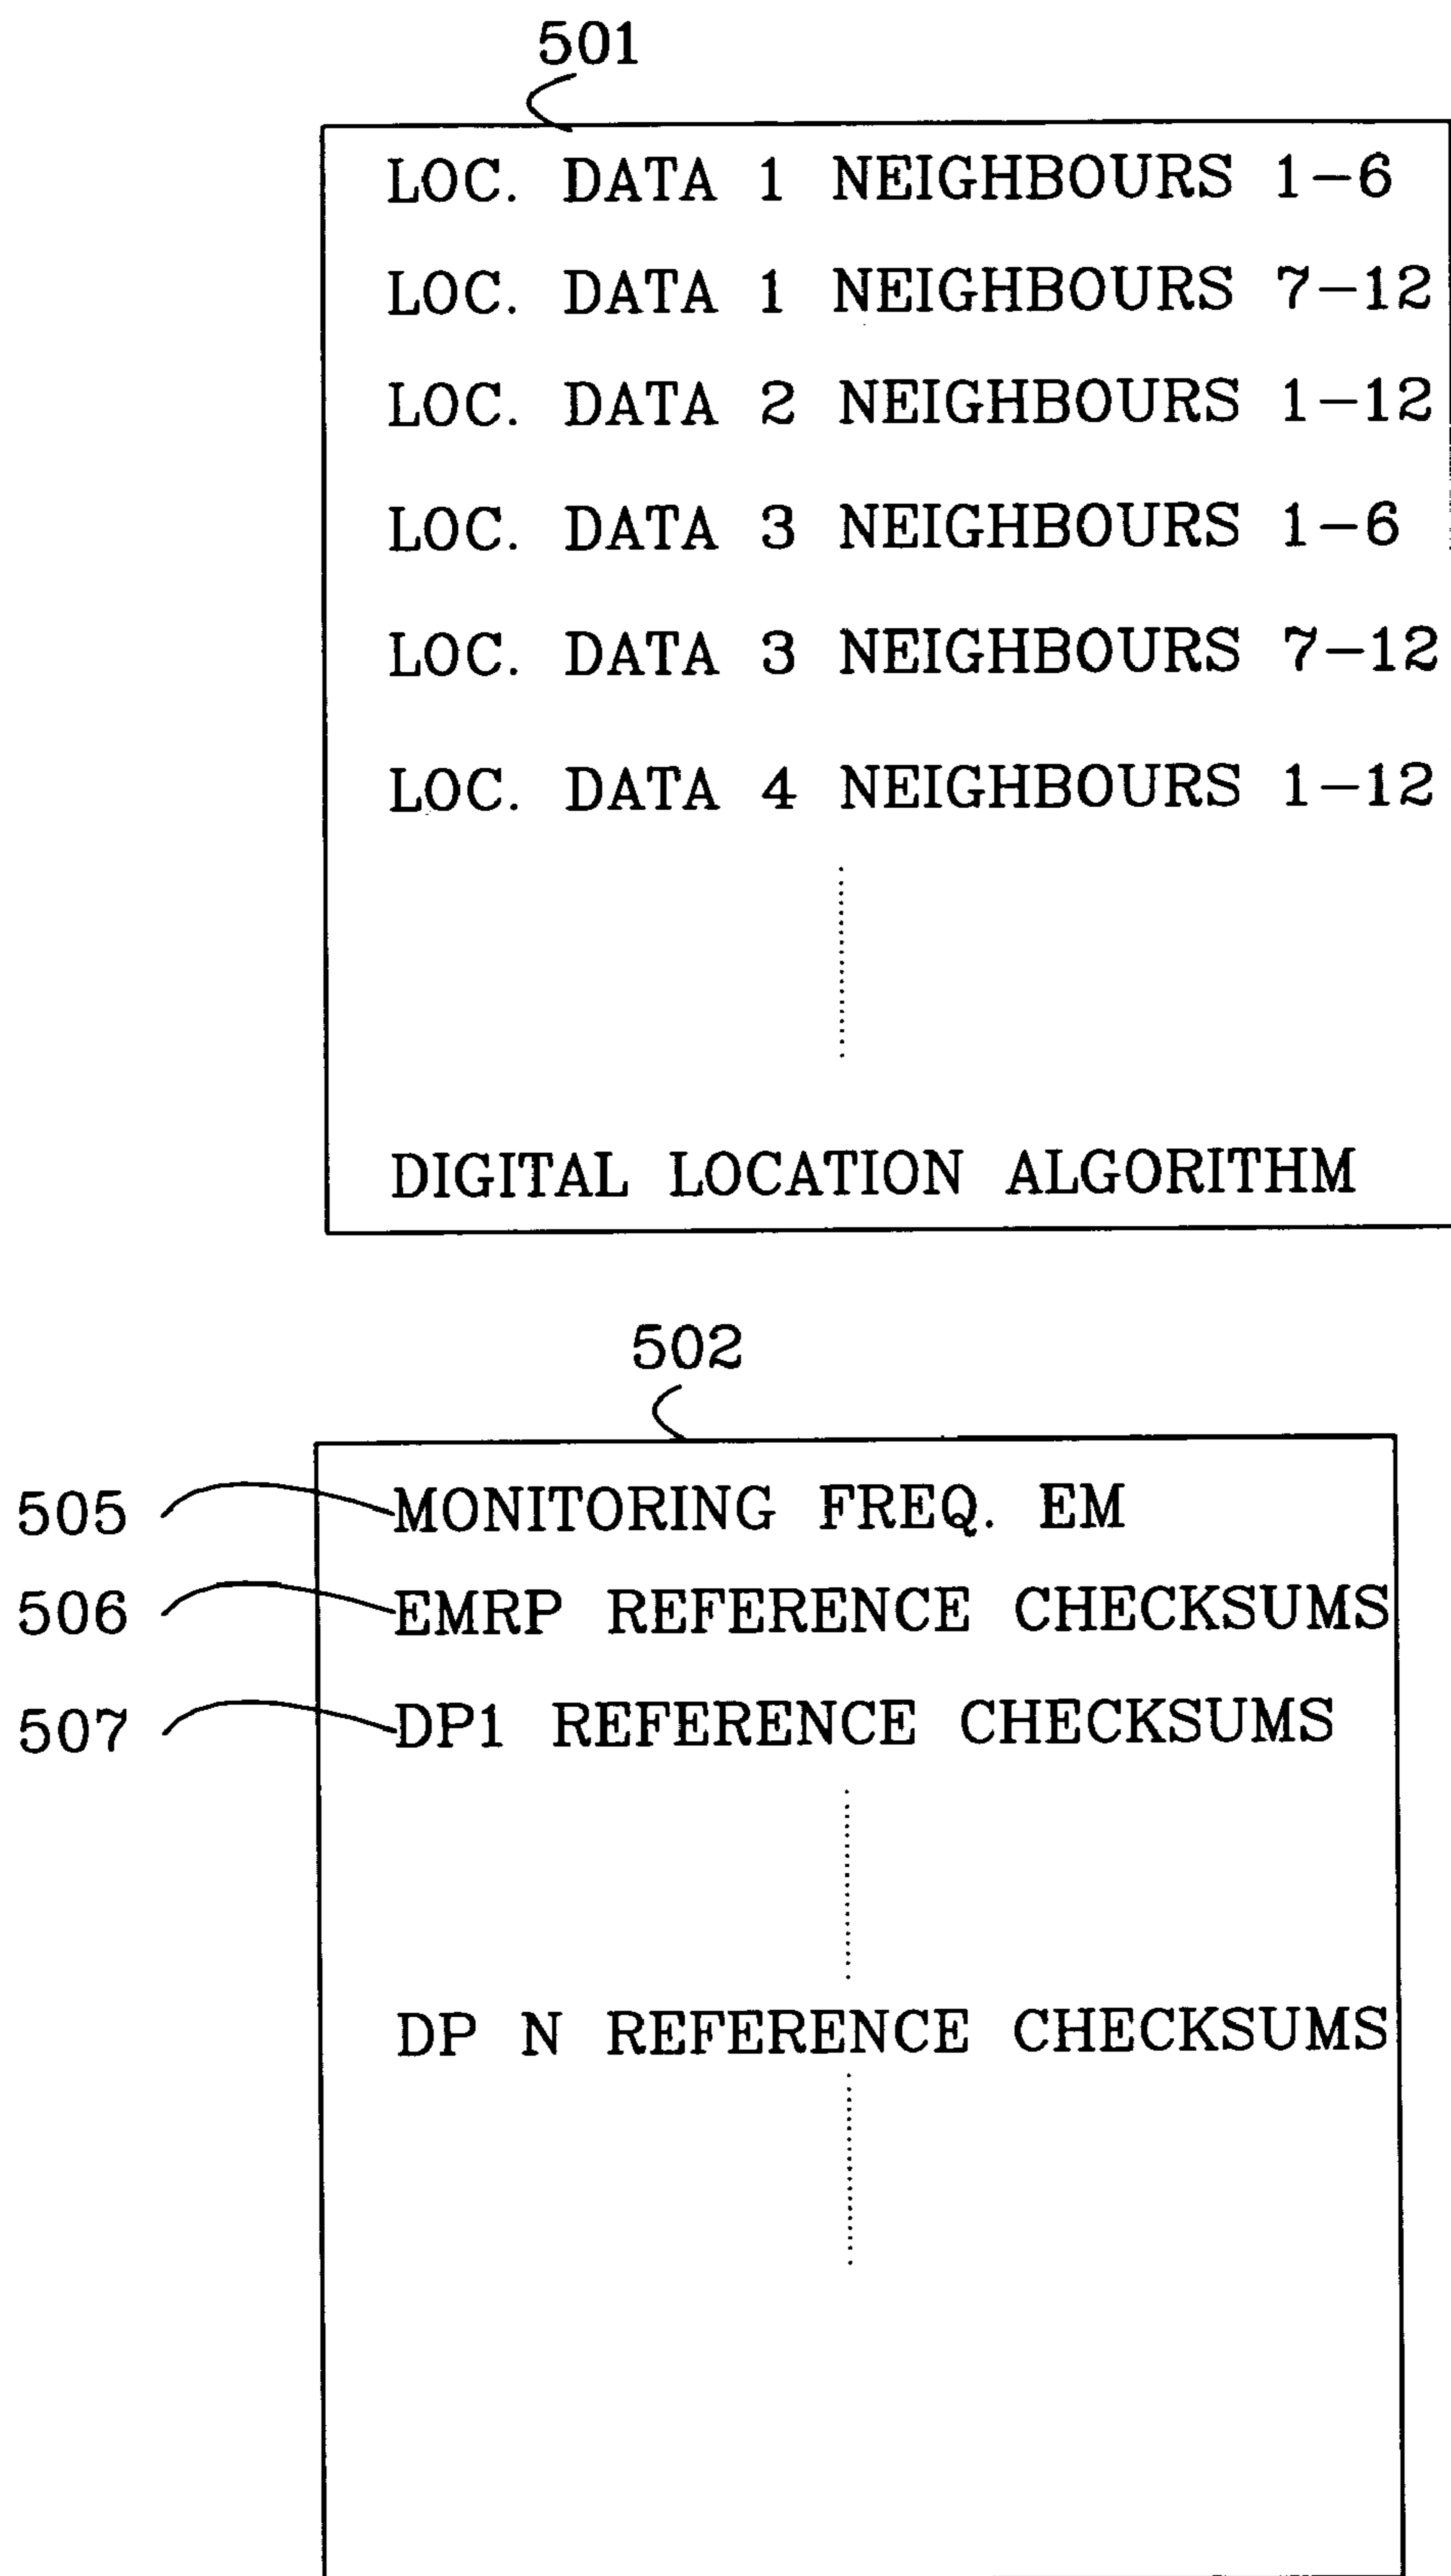 501
LOC. DATA 1 NEIGHBOURS 1-6
LOC. DATA 1 NEIGHBOURS 7-12
LOC. DATA 2 NEIGHBOURS 1-12
LOC. DATA 3 NEIGHBOURS 1-6
LOC. DATA 3 NEIGHBOURS 7-12
LOC. DATA 4 NEIGHBOURS 1-12
DIGITAL LOCATION ALGORITHM
502
505 MONITORING FREQ. EM
506 EMRP REFERENCE CHECKSUMS
507 DP1 REFERENCE CHECKSUMS
DP N REFERENCE CHECKSUMS